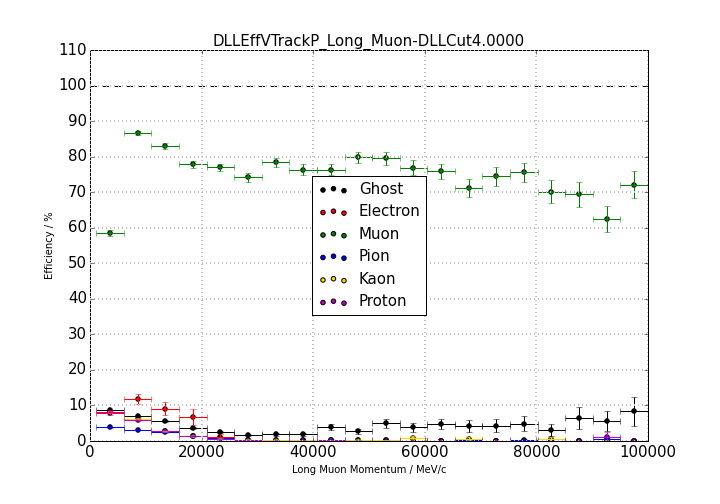 DLLEffVTrackP_Long_Muon-DLLCut4.0000
110
100
90
80
70
60
50
40
30
20
10
0
Efficiency / %
Ghost
Electron
Muon
Pion
Kaon
Proton
0 20000 40000 60000 80000 100000
Long Muon Momentum / MeV/c